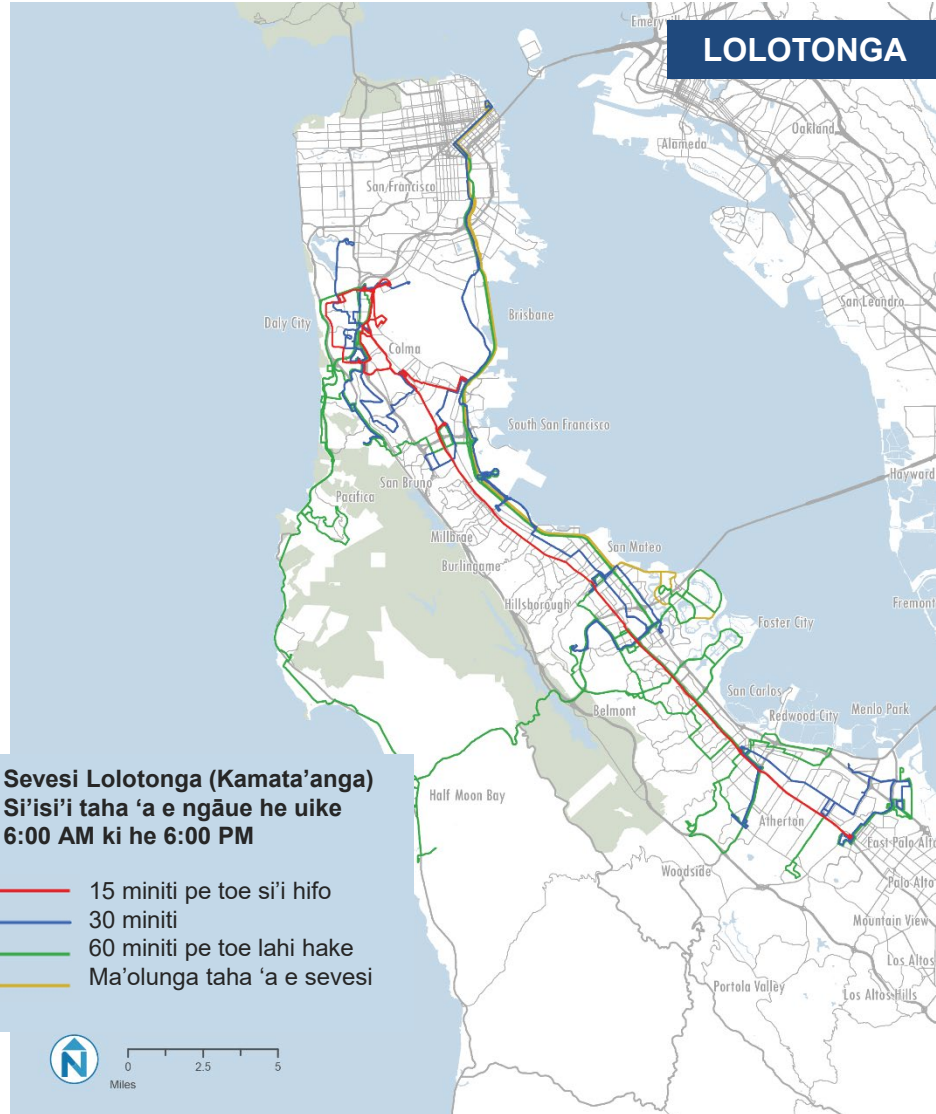 Emeryville
LOLOTONGA
Oakland
Alameda
San Francisco
San Leandro
Daly City
Brisbane
Colma
South San Francisco
Hayward
San Bruno
Pacifica
Millbrae
San Mateo
Burlingame
Hillsborough
Fremont
Foster City
San Carlos
Belmont
Redwood City
Menlo Park
Sevesi Lolotonga (Kamata’anga)
Si’isi’i taha ‘a e ngāue he uike
6:00 AM ki he 6:00 PM
Half Moon Bay
Atherton
East Palo Alto
Woodside
Palo Alto
15 miniti pe toe si’i hifo
30 miniti
60 miniti pe toe lahi hake
Ma’olunga taha ‘a e sevesi
Mountain View
Los Altos
Portola Valley
Los Altos Hills
N
0 2.5 5
Miles